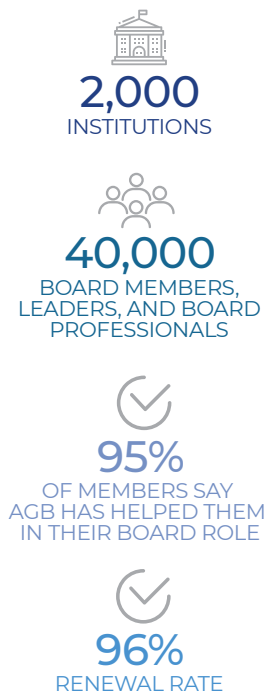 2,000
INSTITUTIONS
40,000
BOARD MEMBERS,
LEADERS, AND BOARD
PROFESSIONALS
95%
OF MEMBERS SAY
AGB HAS HELPED THEM
IN THEIR BOARD ROLE
96%
RENEWAL RATE